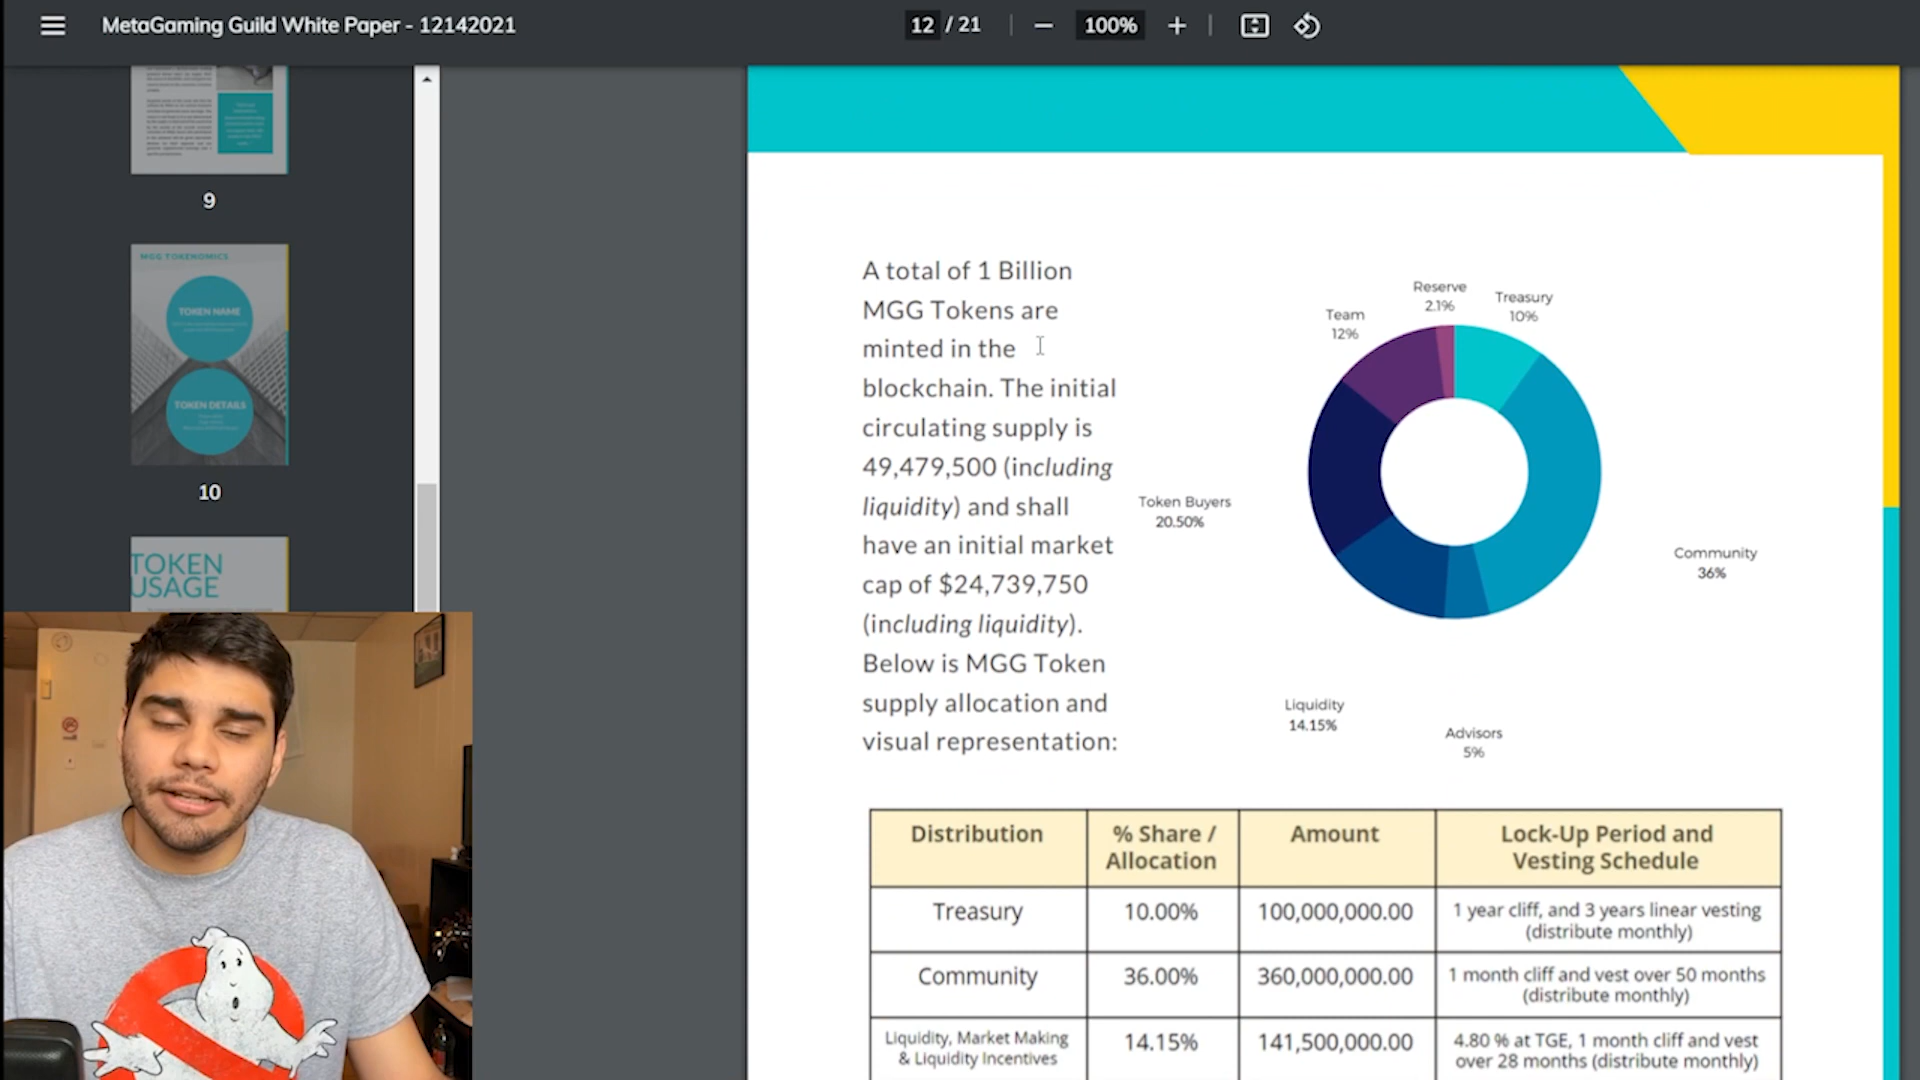 MetaGaming Guild White Paper - 12142021
12 / 21
100%
9
MGG TOKENOMICS
TOKEN NAME
TOKEN DETAILS
10
TOKEN
USAGE
A total of 1 Billion
MGG Tokens are
minted in the
blockchain. The initial
circulating supply is
49,479,500 (including
liquidity) and shall
have an initial market
cap of $24,739,750
(including liquidity).
Below is MGG Token
supply allocation and
visual representation:
Reserve
2.1%
Treasury
10%
Team
12%
Token Buyers
20.50%
Community
36%
Liquidity
14.15%
Advisors
5%
Distribution
% Share /
Allocation
Amount
Lock-Up Period and
Vesting Schedule
Treasury
10.00%
100,000,000.00
1 year cliff, and 3 years linear vesting
(distribute monthly)
Community
36.00%
360,000,000.00
1 month cliff and vest over 50 months
(distribute monthly)
Liquidity, Market Making
& Liquidity Incentives
14.15%
141,500,000.00
4.80 % at TGE, 1 month cliff and vest
over 28 months (distribute monthly)